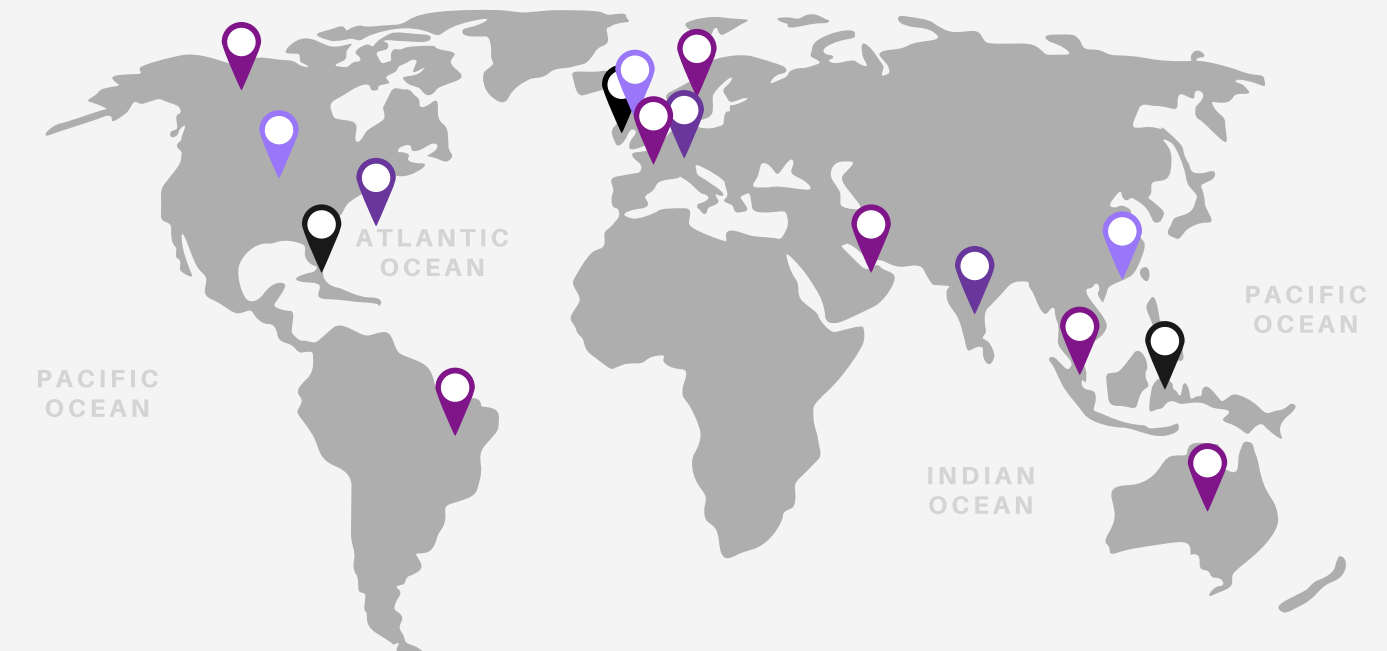 ATLANTIC
OCEAN
PACIFIC
OCEAN
PACIFIC
OCEAN
INDIAN
OCEAN